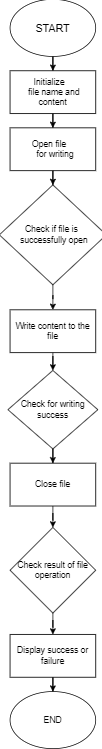 START
Initialize
file name and
content
Open file
for writing
Check if file is
successfully open
Write content to the
file
Check for writing
success
Close file
Check result of file
operation
Display success or
failure
END